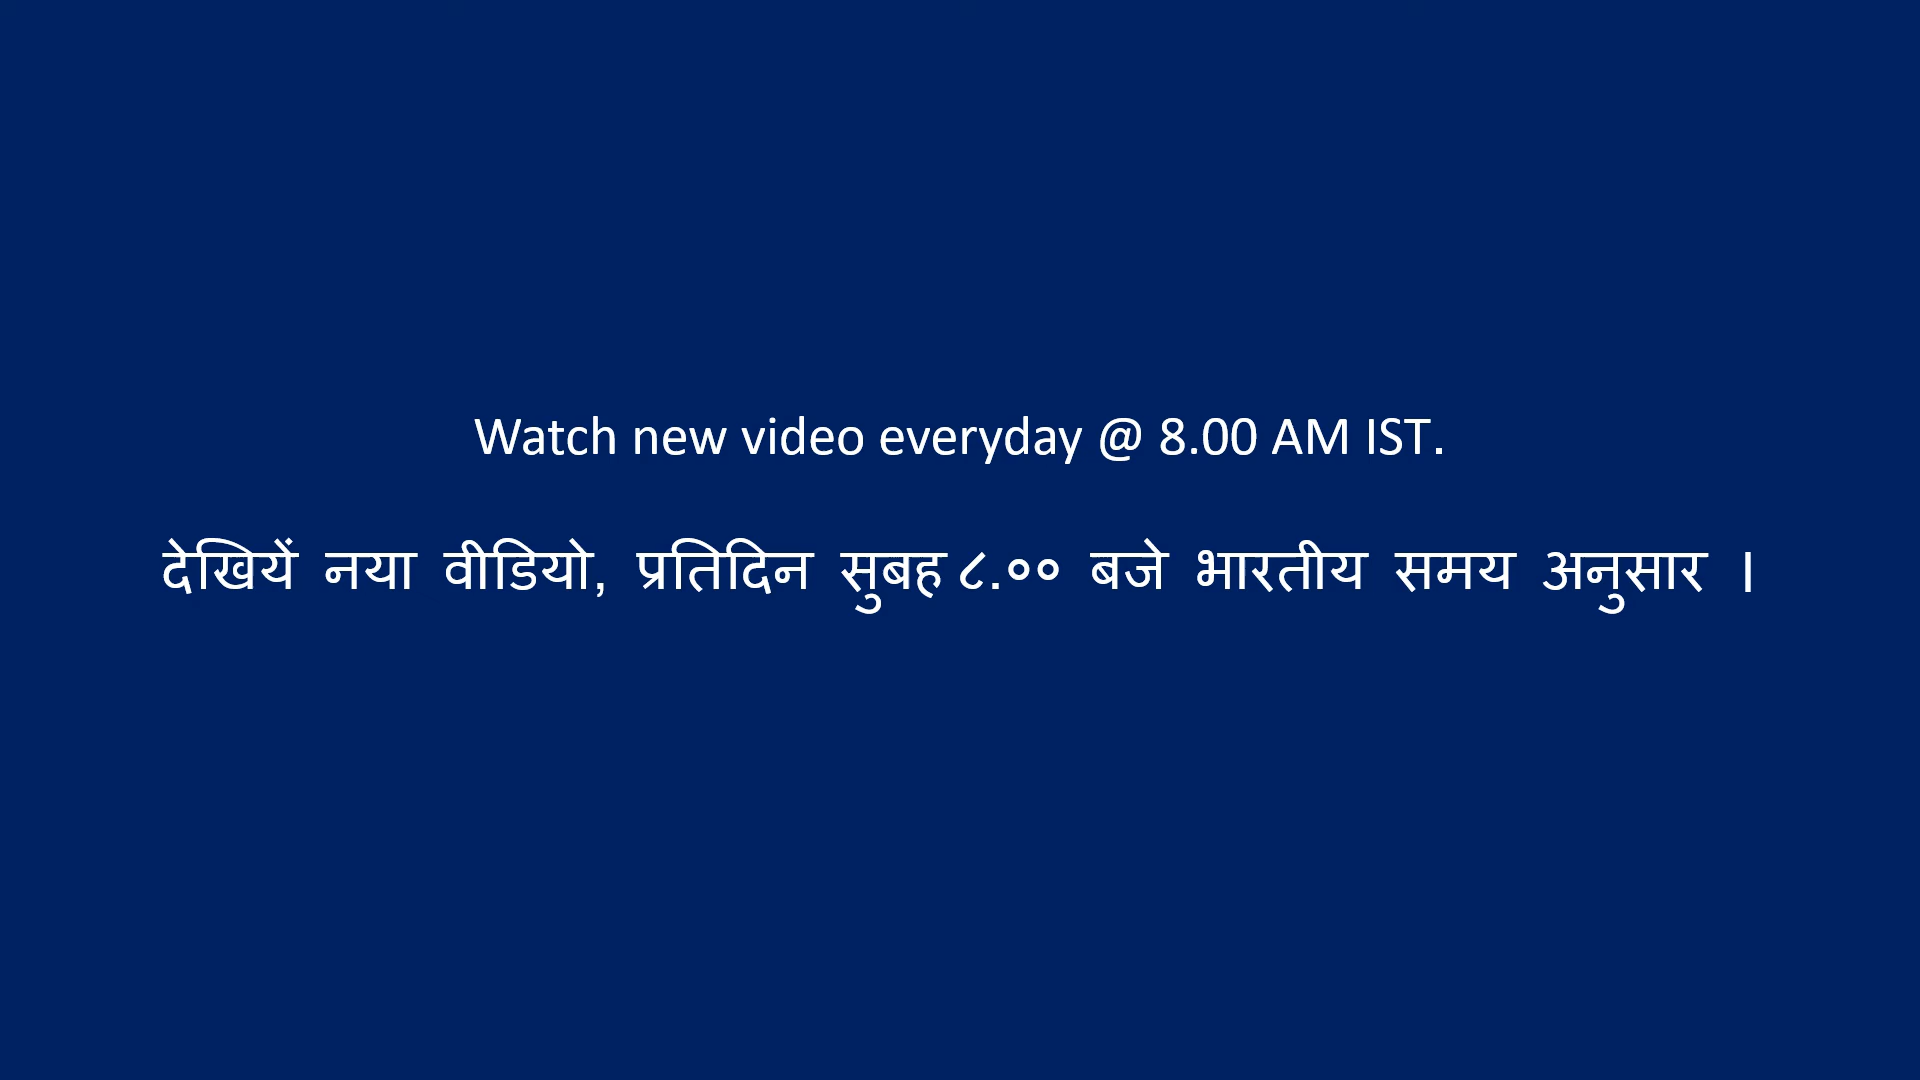 Watch new video everyday @ 8.00 AM IST.
देखियें नया वीडियो, प्रतिदिन सुबह ८.०० बजे भारतीय समय अनुसार ।